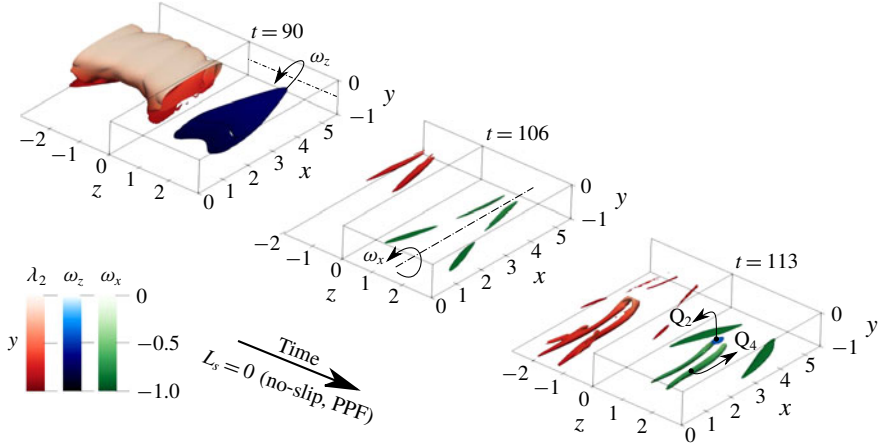 t = 90
ω_z
0
-1
y
-2
-1
0
1
2
z
0
1
2
3
4
5
x
t = 106
0
-1
y
-2
-1
0
1
2
z
ω_x
0
1
2
3
4
5
x
t = 113
Q_2
Q_4
0
-1
y
-2
-1
0
1
2
z
0
1
2
3
4
5
x
λ_2 ω_z ω_x
0
y
-0.5
-1.0
Time
L_s = 0 (no-slip, PPF)